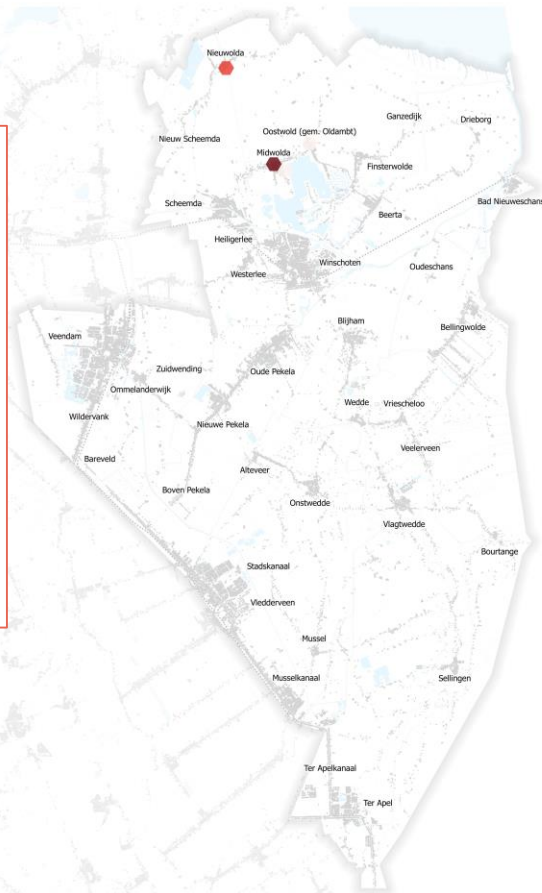 Nieuwolda
Ganzedijk
Drieborg
Oostwold (gem. Oldambt)
Nieuw Scheemda
Midwolda
Finsterwolde
Scheemda
Bad Nieuweschans
Beerta
Heiligerlee
Winschoten
Oudeschans
Westerlee
Blijham
Bellingwolde
Veendam
Zuidwending
Oude Pekela
Ommelanderwijk
Wedde
Vriescheloo
Wildervank
Nieuwe Pekela
Veelerveen
Bareveld
Alteveer
Boven Pekela
Onstwedde
Vlagtwedde
Bourtange
Stadskanaal
Vledderveen
Mussel
Musselkanaal
Sellingen
Ter Apelkanaal
Ter Apel